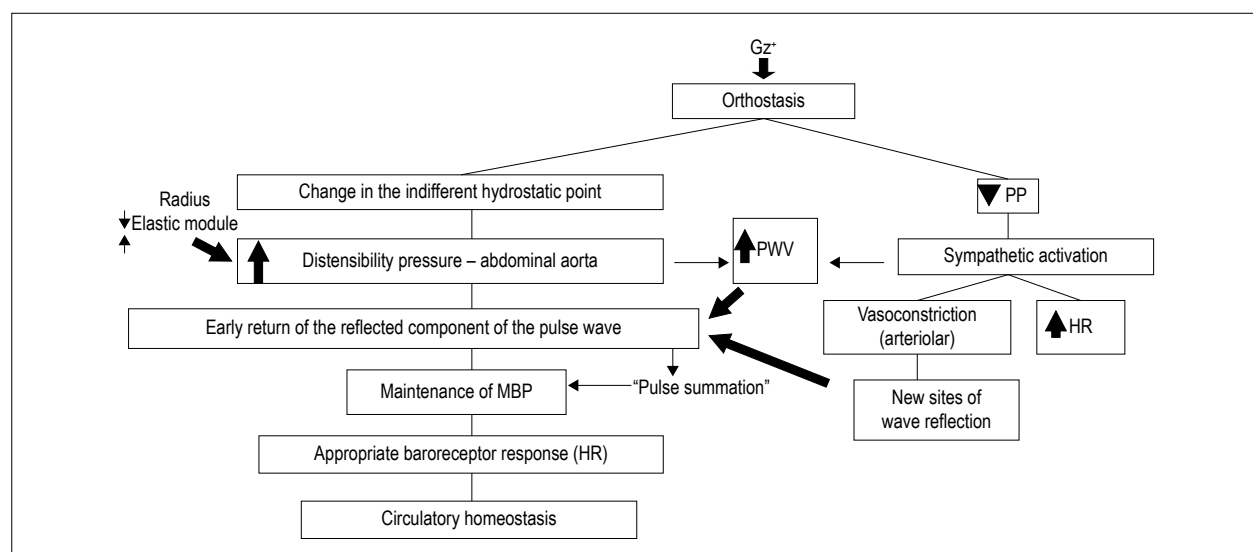 Gz+
Orthostasis
Change in the indifferent hydrostatic point
PP
Radius
Elastic module
Distensibility pressure – abdominal aorta
PWV
Sympathetic activation
Early return of the reflected component of the pulse wave
Vasoconstriction
(arteriolar)
HR
Maintenance of MBP
“Pulse summation”
New sites of
wave reflection
Appropriate baroreceptor response (HR)
Circulatory homeostasis